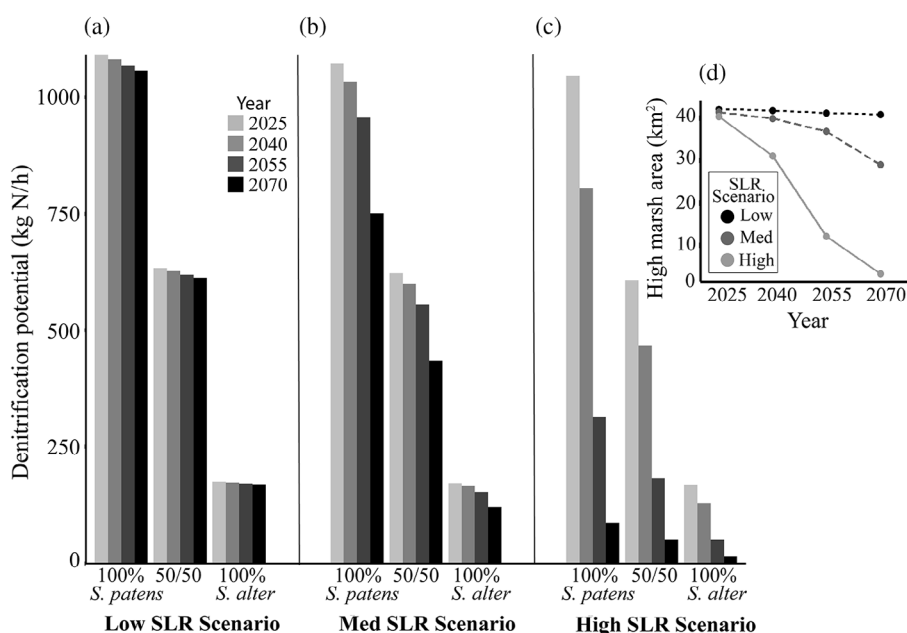 (a)
(b)
(c)
(d)
Denitrification potential (kg N/h)
1000
750
500
250
0
Year
2025
2040
2055
2070
100%
S. patens
50/50
100%
S. alter
Low SLR Scenario
100%
S. patens
50/50
100%
S. alter
Med SLR Scenario
100%
S. patens
50/50
100%
S. alter
High SLR Scenario
High marsh area (km²)
40
30
20
10
0
SLR
Scenario
Low
Med
High
2025 2040 2055 2070
Year